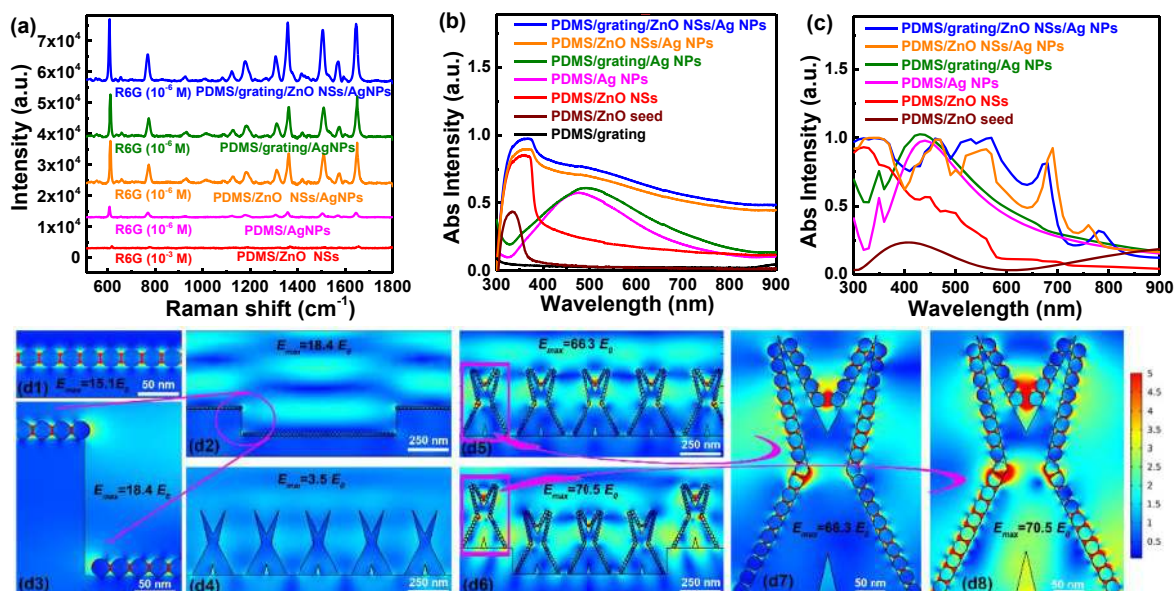 (a)
7x10⁴
6x10⁴
5x10⁴
4x10⁴
3x10⁴
2x10⁴
1x10⁴
0
Intensity (a.u.)
R6G (10⁻⁶ M) PDMS/grating/ZnO NSs/AgNPs
R6G (10⁻⁶ M) PDMS/grating/AgNPs
R6G (10⁻⁶ M) PDMS/ZnO NSs/AgNPs
R6G (10⁻⁶ M) PDMS/AgNPs
R6G (10⁻³ M) PDMS/ZnO NSs
600 800 1000 1200 1400 1600 1800
Raman shift (cm⁻¹)
(b)
PDMS/grating/ZnO NSs/Ag NPs
PDMS/ZnO NSs/Ag NPs
PDMS/grating/Ag NPs
PDMS/Ag NPs
PDMS/ZnO NSs
PDMS/ZnO seed
PDMS/grating
1.5
1.0
0.5
0.0
Abs Intensity (a.u.)
300 400 500 600 700 800 900
Wavelength (nm)
(c)
PDMS/grating/ZnO NSs/Ag NPs
PDMS/ZnO NSs/Ag NPs
PDMS/grating/Ag NPs
PDMS/Ag NPs
PDMS/ZnO NSs
PDMS/ZnO seed
1.5
1.0
0.5
0.0
Abs Intensity (a.u.)
300 400 500 600 700 800 900
Wavelength (nm)
(d1)
Emax=15.1E0
50 nm
Emax=18.4 E0
(d2)
250 nm
Emax=18.4 E0
(d3)
50nm
Emax=3.5 E0
(d4)
250 nm
Emax=66.3 E0
(d5)
250 nm
Emax=70.5 E0
(d6)
250 nm
Emax=66.3 E0
(d7)
50 nm
Emax=70.5 E0
(d8)
50 nm
5
4.5
4
3.5
3
2.5
2
1.5
1
0.5